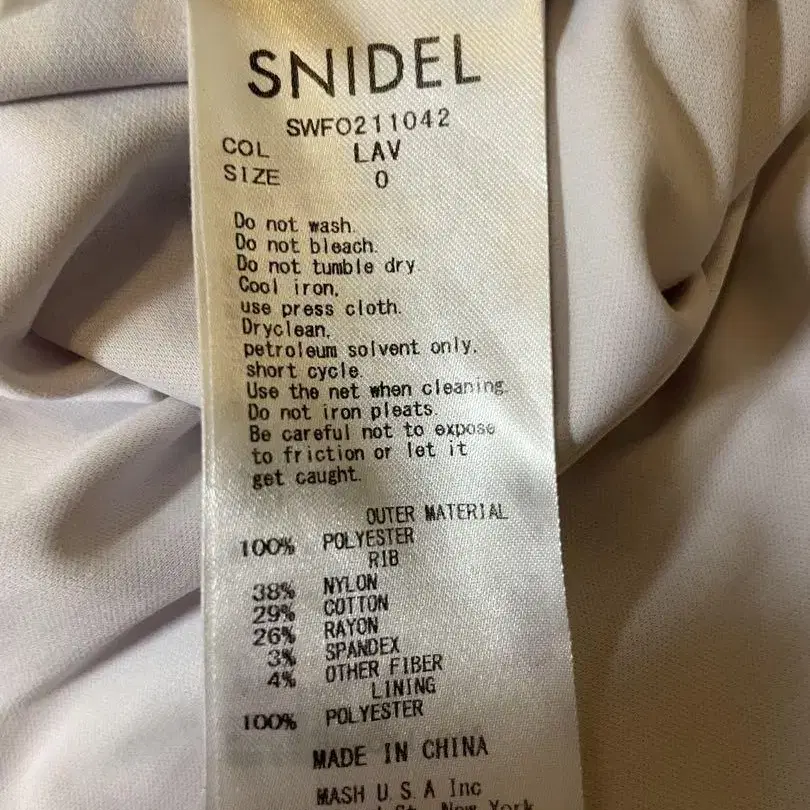 SNIDEL
SWFO211042
COL LAV
SIZE 0
Do not wash.
Do not bleach.
Do not tumble dry.
Cool iron,
use press cloth.
Dryclean,
petroleum solvent only,
short cycle.
Use the net when cleaning.
Do not iron pleats.
Be careful not to expose
to friction or let it
get caught.
OUTER MATERIAL
100% POLYESTER
RIB
38% NYLON
29% COTTON
26% RAYON
3% SPANDEX
4% OTHER FIBER
LINING
100% POLYESTER
MADE IN CHINA
MASH U.S.A Inc
St. New York